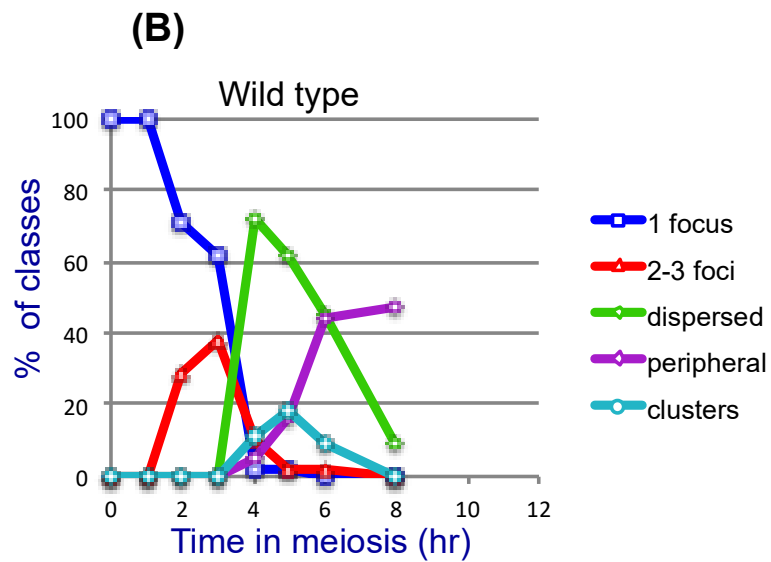 (B)
Wild type
% of classes
100
80
60
40
20
0
0 2 4 6 8 10 12
Time in meiosis (hr)
1 focus
2-3 foci
dispersed
peripheral
clusters